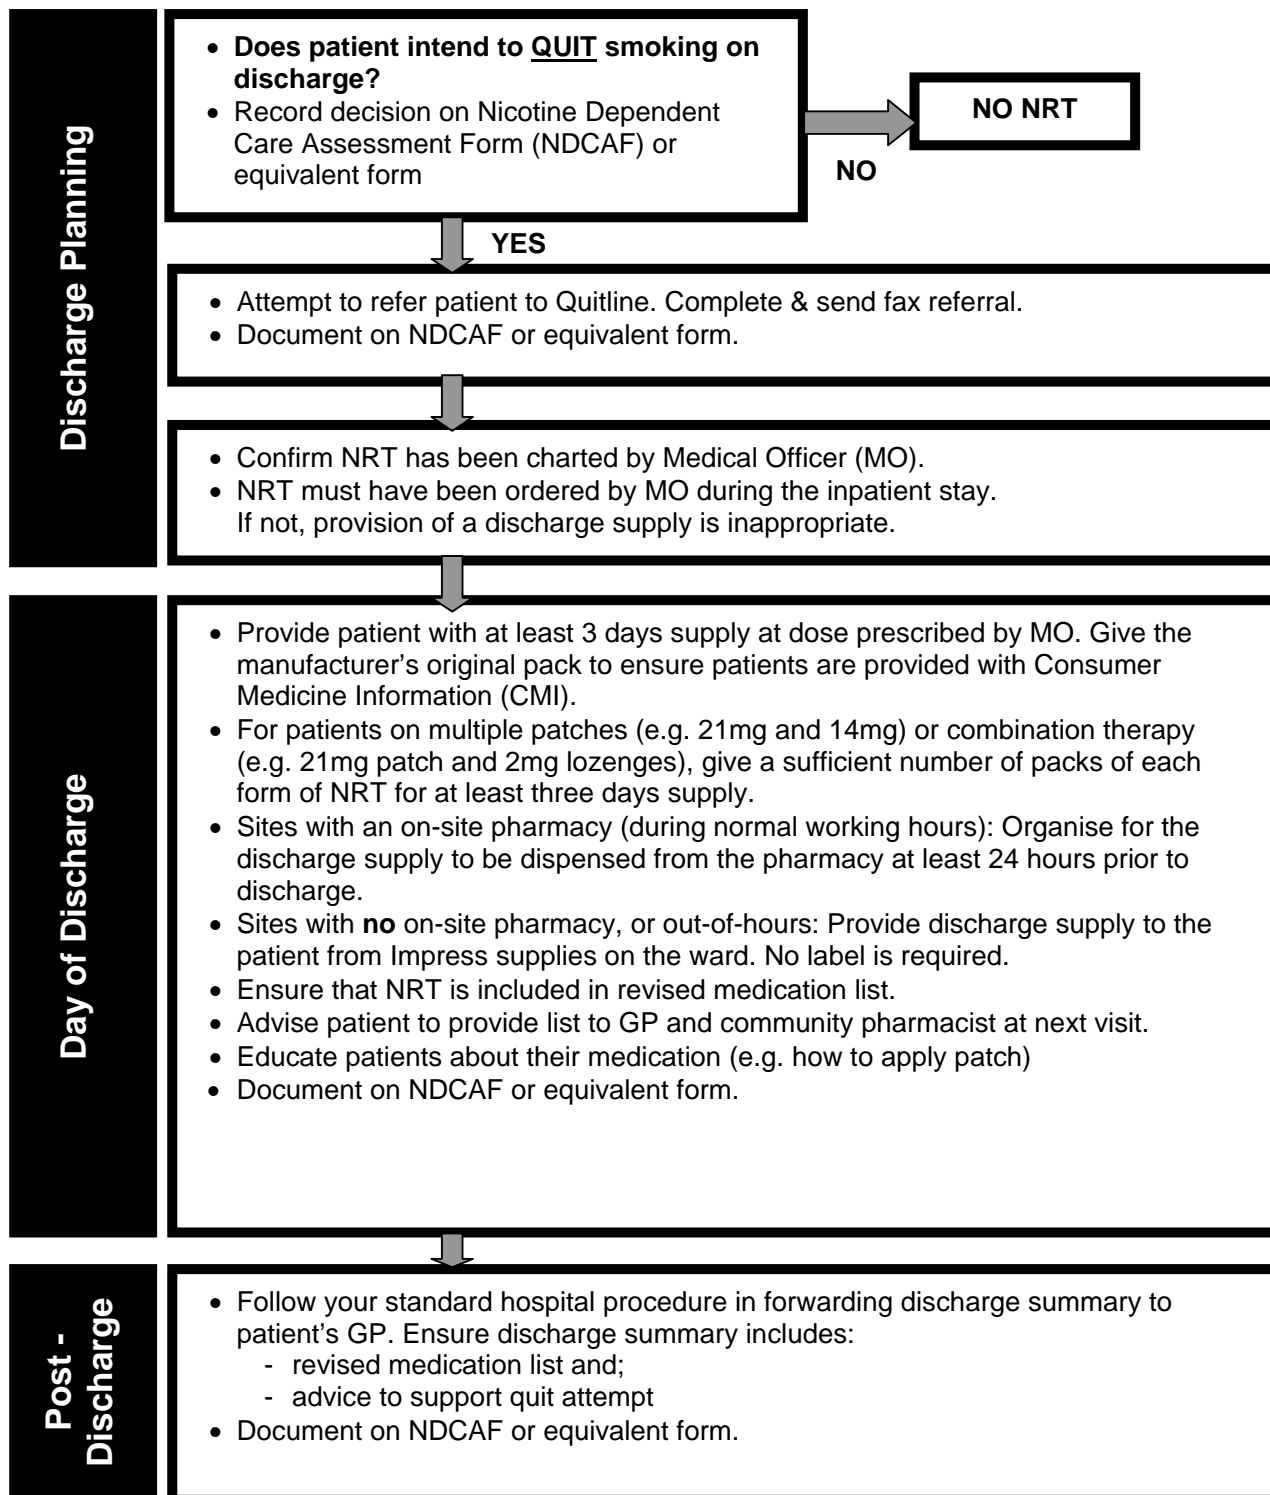 Discharge Planning
• Does patient intend to QUIT smoking on
discharge?
• Record decision on Nicotine Dependent
Care Assessment Form (NDCAF) or
equivalent form
NO NRT
NO
YES
• Attempt to refer patient to Quitline. Complete & send fax referral.
• Document on NDCAF or equivalent form.
• Confirm NRT has been charted by Medical Officer (MO).
• NRT must have been ordered by MO during the inpatient stay.
If not, provision of a discharge supply is inappropriate.
Day of Discharge
• Provide patient with at least 3 days supply at dose prescribed by MO. Give the
manufacturer's original pack to ensure patients are provided with Consumer
Medicine Information (CMI).
• For patients on multiple patches (e.g. 21mg and 14mg) or combination therapy
(e.g. 21mg patch and 2mg lozenges), give a sufficient number of packs of each
form of NRT for at least three days supply.
• Sites with an on-site pharmacy (during normal working hours): Organise for the
discharge supply to be dispensed from the pharmacy at least 24 hours prior to
discharge.
• Sites with no on-site pharmacy, or out-of-hours: Provide discharge supply to the
patient from Impress supplies on the ward. No label is required.
• Ensure that NRT is included in revised medication list.
• Advise patient to provide list to GP and community pharmacist at next visit.
• Educate patients about their medication (e.g. how to apply patch)
• Document on NDCAF or equivalent form.
Post -
Discharge
• Follow your standard hospital procedure in forwarding discharge summary to
patient's GP. Ensure discharge summary includes:
- revised medication list and;
- advice to support quit attempt
• Document on NDCAF or equivalent form.